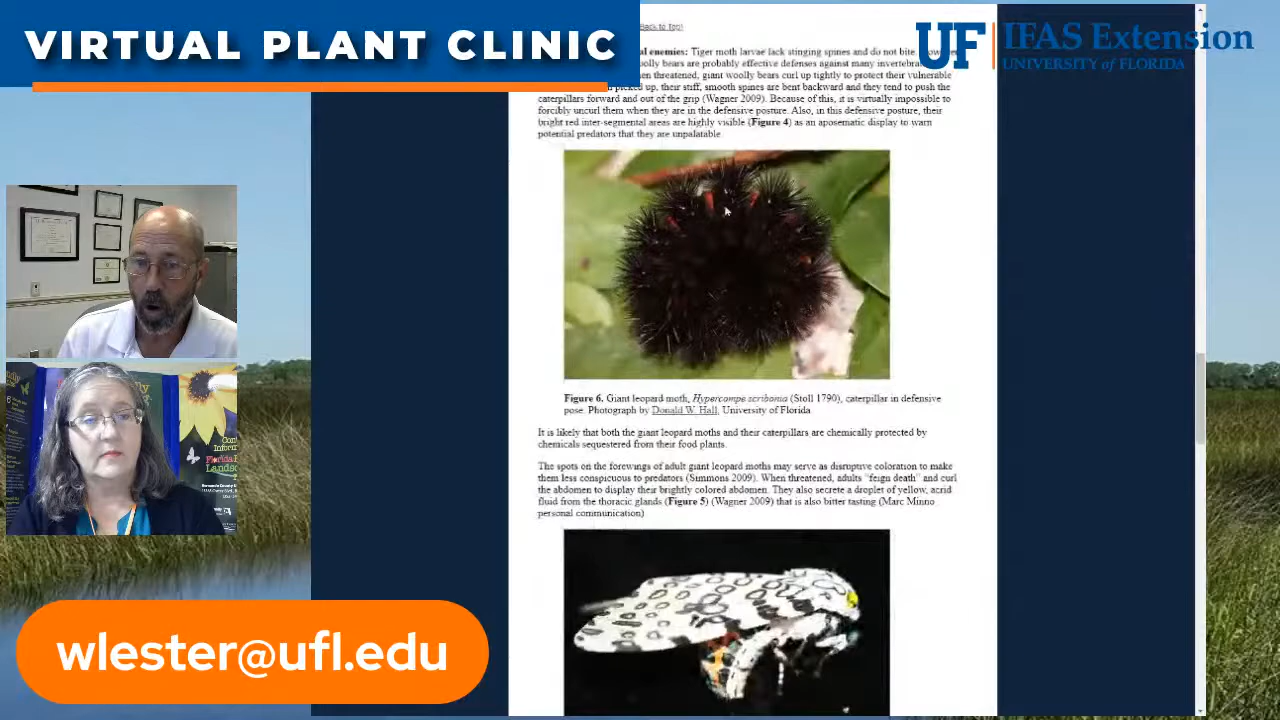 VIRTUAL PLANT CLINIC
UF | IFAS Extension
UNIVERSITY of FLORIDA
[Back to Top]
enemies: Tiger moth larvae lack stinging spines and do not bite.
woolly bears are probably effective defenses against many
threatened, giant woolly bears curl up tightly to protect their vulnerable
picked up, their stiff, smooth spines are bent backward and they tend to push the
caterpillars forward and out of the grip (Wagner 2009). Because of this, it is virtually impossible to
forcibly uncurl them when they are in the defensive posture. Also, in this defensive posture, their
bright red inter-segmental areas are highly visible (Figure 4) as an aposematic display to warn
potential predators that they are unpalatable.
Figure 6. Giant leopard moth, Hypercompe scribonia (Stoll 1790), caterpillar in defensive
pose. Photograph by Donald W. Hall, University of Florida
It is likely that both the giant leopard moths and their caterpillars are chemically protected by
chemicals sequestered from their food plants.
The spots on the forewings of adult giant leopard moths may serve as disruptive coloration to make
them less conspicuous to predators (Simmons 2009). When threatened, adults "feign death" and curl
the abdomen to display their brightly colored abdomen. They also secrete a droplet of yellow, acrid
fluid from the thoracic glands (Figure 5) (Wagner 2009) that is also bitter tasting (Marc Minno
personal communication)
wlester@ufl.edu